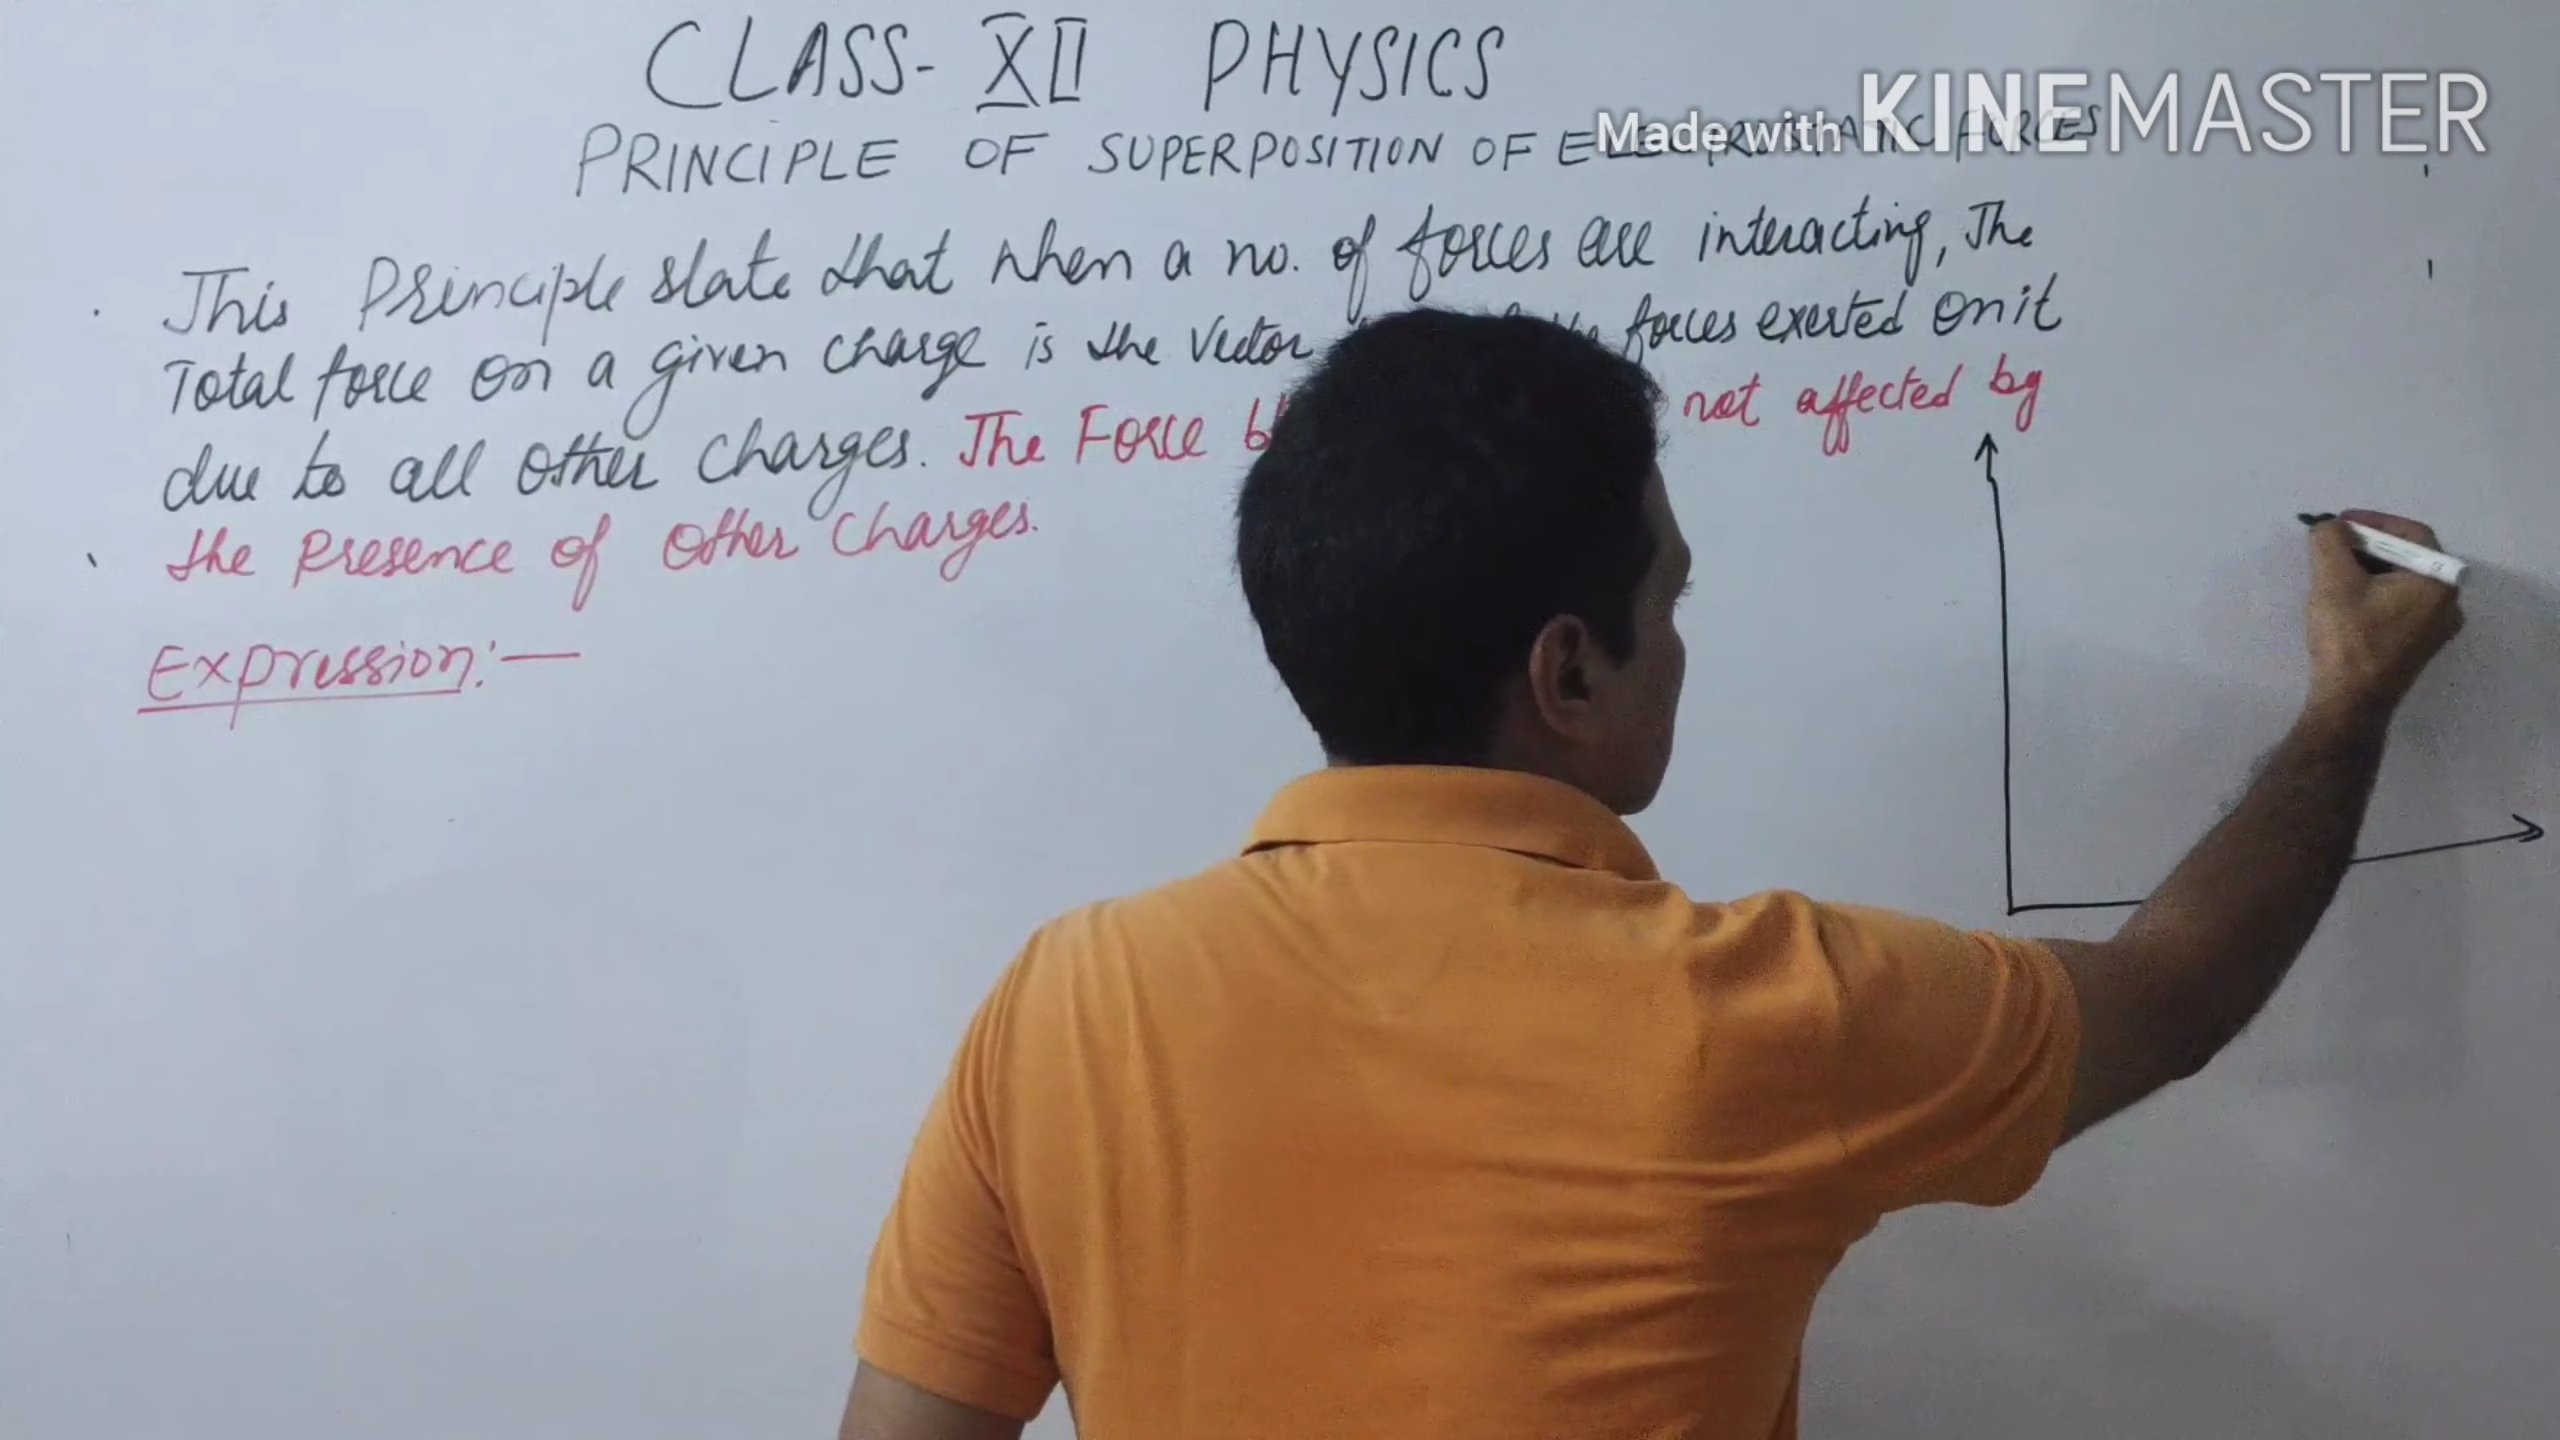 CLASS- XII PHYSICS
Made with KINEMASTER
PRINCIPLE OF SUPERPOSITION OF ELECTROSTATIC FORCES
This Principle state that when a no. of forces are interacting, The
Total force on a given charge is the Vector forces exerted on it
due to all other charges. The Force not affected by
the presence of other charges.
Expression:—